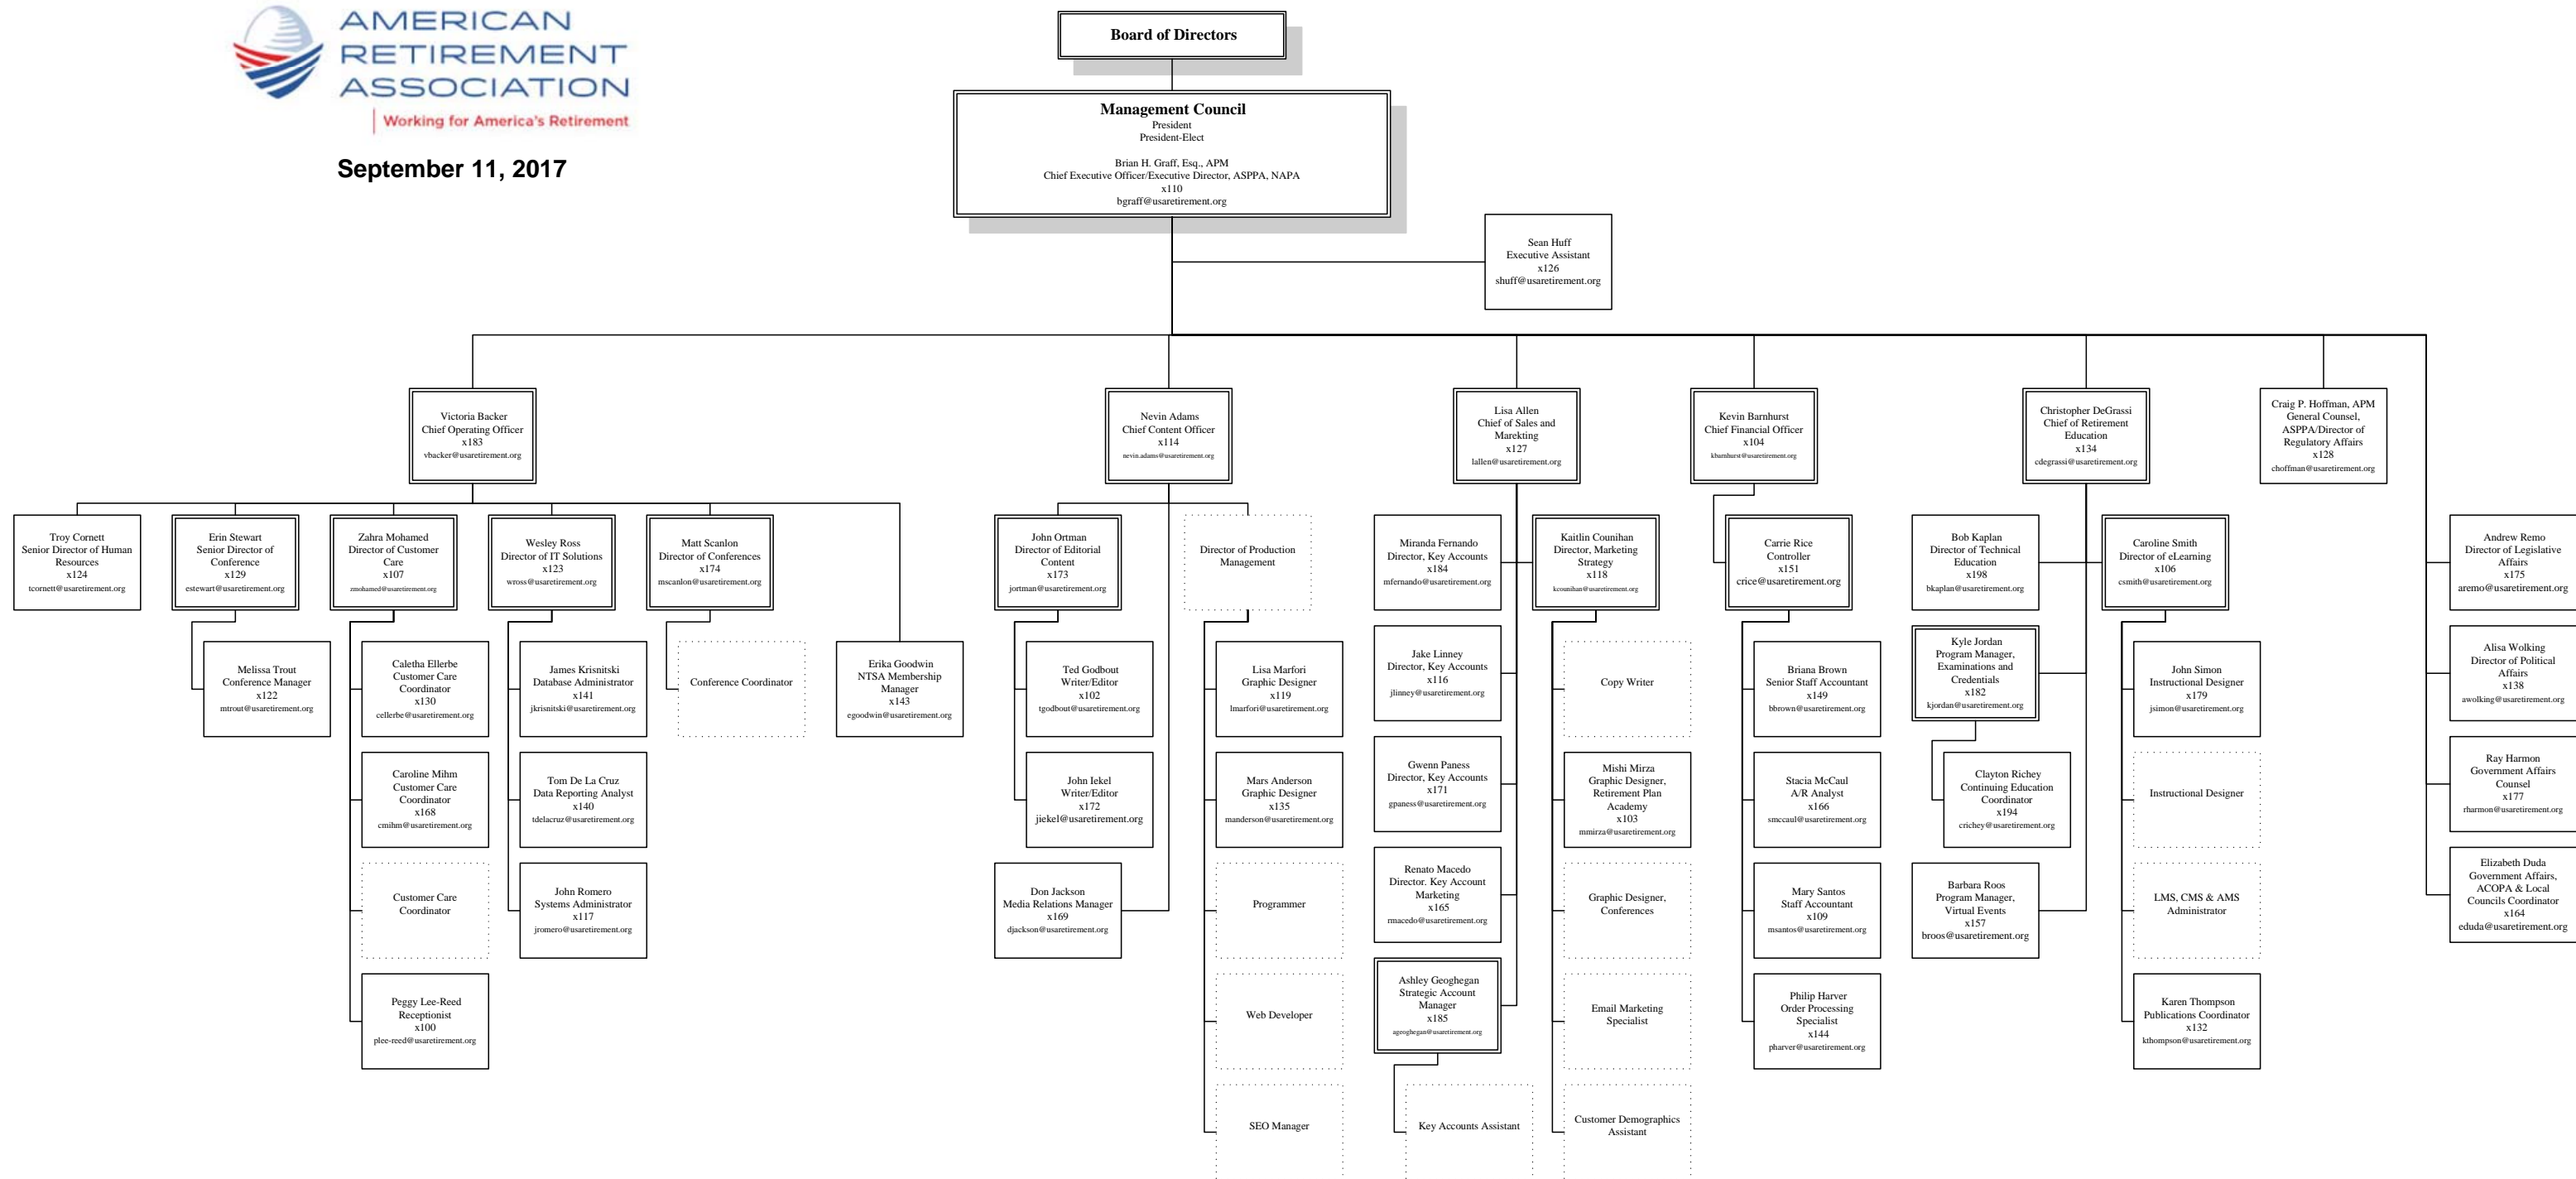 AMERICAN
RETIREMENT
ASSOCIATION
Working for America's Retirement
September 11, 2017
Board of Directors
Management Council
President
President-Elect
Brian H. Graff, Esq., APM
Chief Executive Officer/Executive Director, ASPPA, NAPA
x110
bgraff@usaretirement.org
Sean Huff
Executive Assistant
x126
shuff@usaretirement.org
Victoria Backer
Chief Operating Officer
x183
vbacker@usaretirement.org
Nevin Adams
Chief Content Officer
x114
nevin.adams@usaretirement.org
Lisa Allen
Chief of Sales and
Marekting
x127
lallen@usaretirement.org
Kevin Barnhurst
Chief Financial Officer
x104
kbarnhurst@usaretirement.org
Christopher DeGrassi
Chief of Retirement
Education
x134
cdegrassi@usaretirement.org
Craig P. Hoffman, APM
General Counsel,
ASPPA/Director of
Regulatory Affairs
x128
choffman@usaretirement.org
Troy Cornett
Senior Director of Human
Resources
x124
tcornett@usaretirement.org
Erin Stewart
Senior Director of
Conference
x129
estewart@usaretirement.org
Zahra Mohamed
Director of Customer
Care
x107
zmohamed@usaretirement.org
Wesley Ross
Director of IT Solutions
x123
wross@usaretirement.org
Matt Scanlon
Director of Conferences
x174
mscanlon@usaretirement.org
John Ortman
Director of Editorial
Content
x173
jortman@usaretirement.org
Director of Production
Management
Miranda Fernando
Director, Key Accounts
x184
mfernando@usaretirement.org
Kaitlin Counihan
Director, Marketing
Strategy
x118
kcounihan@usaretirement.org
Carrie Rice
Controller
x151
crice@usaretirement.org
Bob Kaplan
Director of Technical
Education
x198
bkaplan@usaretirement.org
Caroline Smith
Director of eLearning
x106
csmith@usaretirement.org
Andrew Remo
Director of Legislative
Affairs
x175
aremo@usaretirement.org
Melissa Trout
Conference Manager
x122
mtrout@usaretirement.org
Caletha Ellerbe
Customer Care
Coordinator
x130
cellerbe@usaretirement.org
James Krisnitski
Database Administrator
x141
jkrisnitski@usaretirement.org
Conference Coordinator
Erika Goodwin
NTSA Membership
Manager
x143
egoodwin@usaretirement.org
Ted Godbout
Writer/Editor
x102
tgodbout@usaretirement.org
Lisa Marfori
Graphic Designer
x119
lmarfori@usaretirement.org
Jake Linney
Director, Key Accounts
x116
jlinney@usaretirement.org
Copy Writer
Briana Brown
Senior Staff Accountant
x149
bbrown@usaretirement.org
Kyle Jordan
Program Manager,
Examinations and
Credentials
x182
kjordan@usaretirement.org
John Simon
Instructional Designer
x179
jsimon@usaretirement.org
Alisa Wolking
Director of Political
Affairs
x138
awolking@usaretirement.org
Caroline Mihm
Customer Care
Coordinator
x168
cmihm@usaretirement.org
Tom De La Cruz
Data Reporting Analyst
x140
tdelacruz@usaretirement.org
John Iekel
Writer/Editor
x172
jiekel@usaretirement.org
Mars Anderson
Graphic Designer
x135
manderson@usaretirement.org
Gwenn Paness
Director, Key Accounts
x171
gpaness@usaretirement.org
Mishi Mirza
Graphic Designer,
Retirement Plan
Academy
x103
mmirza@usaretirement.org
Stacia McCaul
A/R Analyst
x166
smccaul@usaretirement.org
Clayton Richey
Continuing Education
Coordinator
x194
crichey@usaretirement.org
Instructional Designer
Ray Harmon
Government Affairs
Counsel
x177
rharmon@usaretirement.org
Customer Care
Coordinator
John Romero
Systems Administrator
x117
jromero@usaretirement.org
Don Jackson
Media Relations Manager
x169
djackson@usaretirement.org
Programmer
Renato Macedo
Director. Key Account
Marketing
x165
rmacedo@usaretirement.org
Graphic Designer,
Conferences
Mary Santos
Staff Accountant
x109
msantos@usaretirement.org
Barbara Roos
Program Manager,
Virtual Events
x157
broos@usaretirement.org
LMS, CMS & AMS
Administrator
Elizabeth Duda
Government Affairs,
ACOPA & Local
Councils Coordinator
x164
eduda@usaretirement.org
Peggy Lee-Reed
Receptionist
x100
plee-reed@usaretirement.org
Web Developer
Ashley Geoghegan
Strategic Account
Manager
x185
ageoghegan@usaretirement.org
Email Marketing
Specialist
Philip Harver
Order Processing
Specialist
x144
pharver@usaretirement.org
Karen Thompson
Publications Coordinator
x132
kthompson@usaretirement.org
SEO Manager
Key Accounts Assistant
Customer Demographics
Assistant